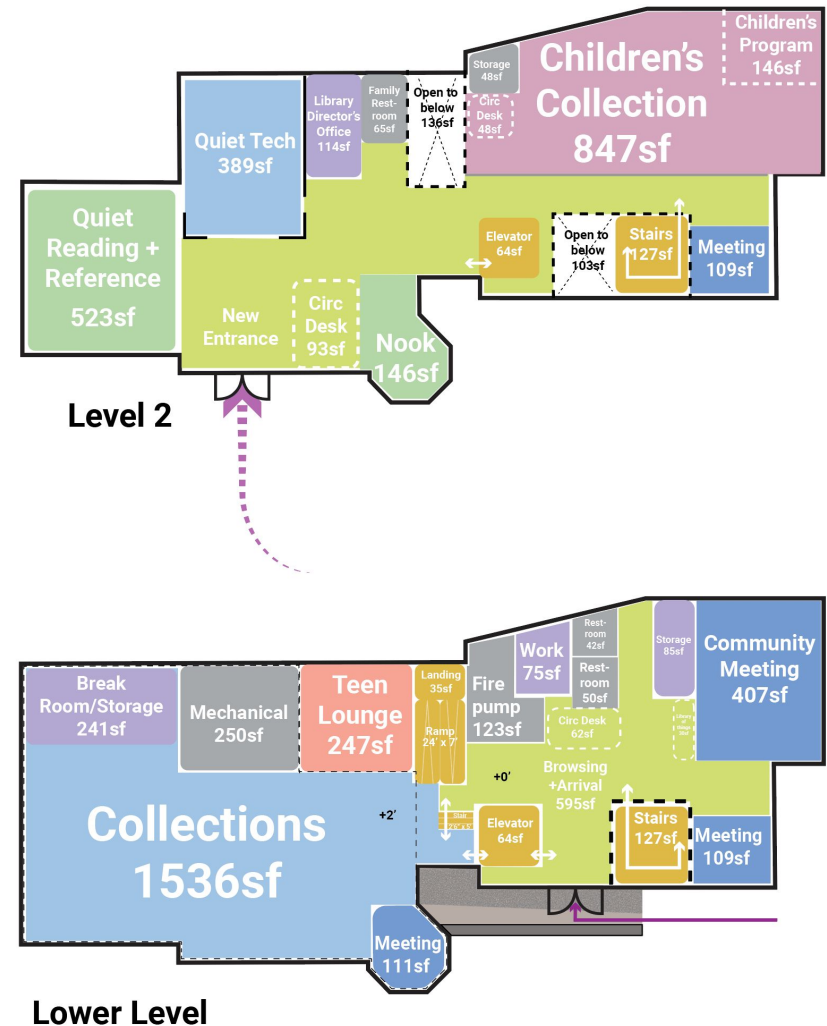 Children's
Program
146sf
Children's
Collection
847sf
Storage
48sf
Circ
Desk
48sf
Open to
below
136sf
Family
Rest-
room
65sf
Library
Director's
Office
114sf
Quiet Tech
389sf
Quiet
Reading +
Reference
523sf
Elevator
64sf
Open to
below
103sf
Stairs
127sf
Meeting
109sf
New
Entrance
Circ
Desk
93sf
Nook
146sf
Level 2
Break
Room/Storage
241sf
Mechanical
250sf
Teen
Lounge
247sf
Landing
35sf
Ramp
24' x 7'
Fire
pump
123sf
Work
75sf
Rest-
room
42sf
Rest-
room
50sf
Storage
85sf
Community
Meeting
407sf
Circ Desk
62sf
Library
of
+0'
Browsing
+Arrival
595sf
+2'
Stair
Collections
1536sf
Elevator
64sf
Stairs
127sf
Meeting
109sf
Meeting
111sf
Lower Level